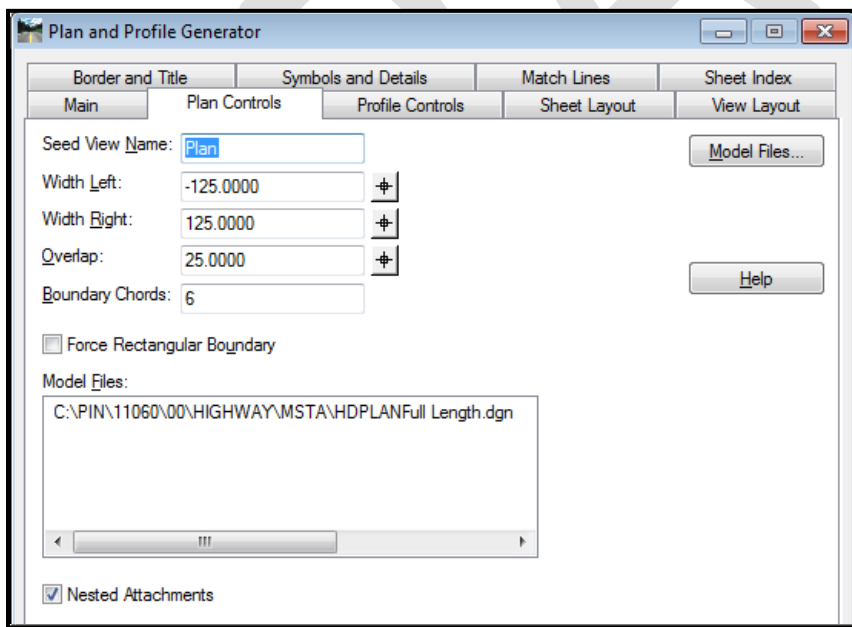 Plan and Profile Generator
Border and Title Symbols and Details Match Lines Sheet Index
Main Plan Controls Profile Controls Sheet Layout View Layout
Seed View Name: Plan Model Files...
Width Left: -125.0000
Width Right: 125.0000
Overlap: 25.0000 Help
Boundary Chords: 6
Force Rectangular Boundary
Model Files:
C:\PIN\11060\00\HIGHWAY\MSTA\HDPLANFull Length.dgn
Nested Attachments